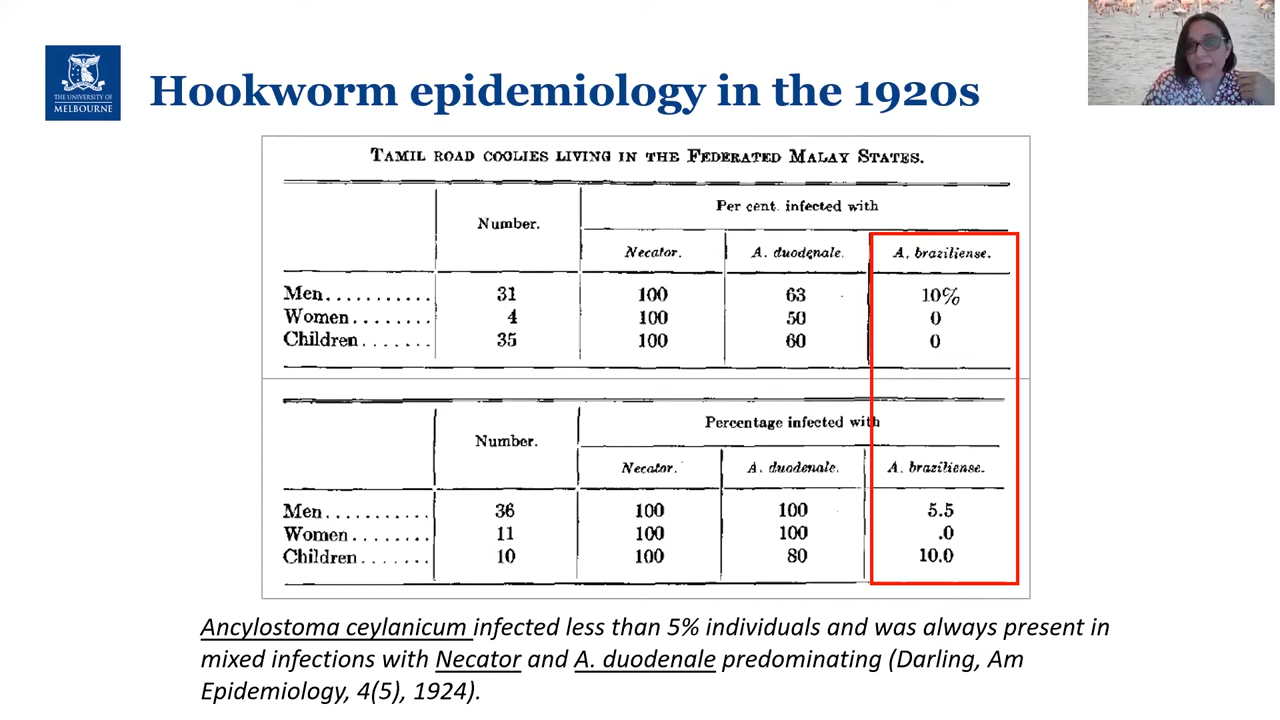 THE UNIVERSITY OF
MELBOURNE
Hookworm epidemiology in the 1920s
TAMIL ROAD COOLIES LIVING IN THE FEDERATED MALAY STATES.
Number. Per cent. infected with
Necator. A. duodenale. A. braziliense.
Men........... 31 100 63 10%
Women........ 4 100 50 0
Children....... 35 100 60 0
Number. Percentage infected with
Necator. A. duodenale. A. braziliense.
Men........... 36 100 100 5.5
Women........ 11 100 100 .0
Children....... 10 100 80 10.0
Ancylostoma ceylanicum infected less than 5% individuals and was always present in
mixed infections with Necator and A. duodenale predominating (Darling, Am
Epidemiology, 4(5), 1924).